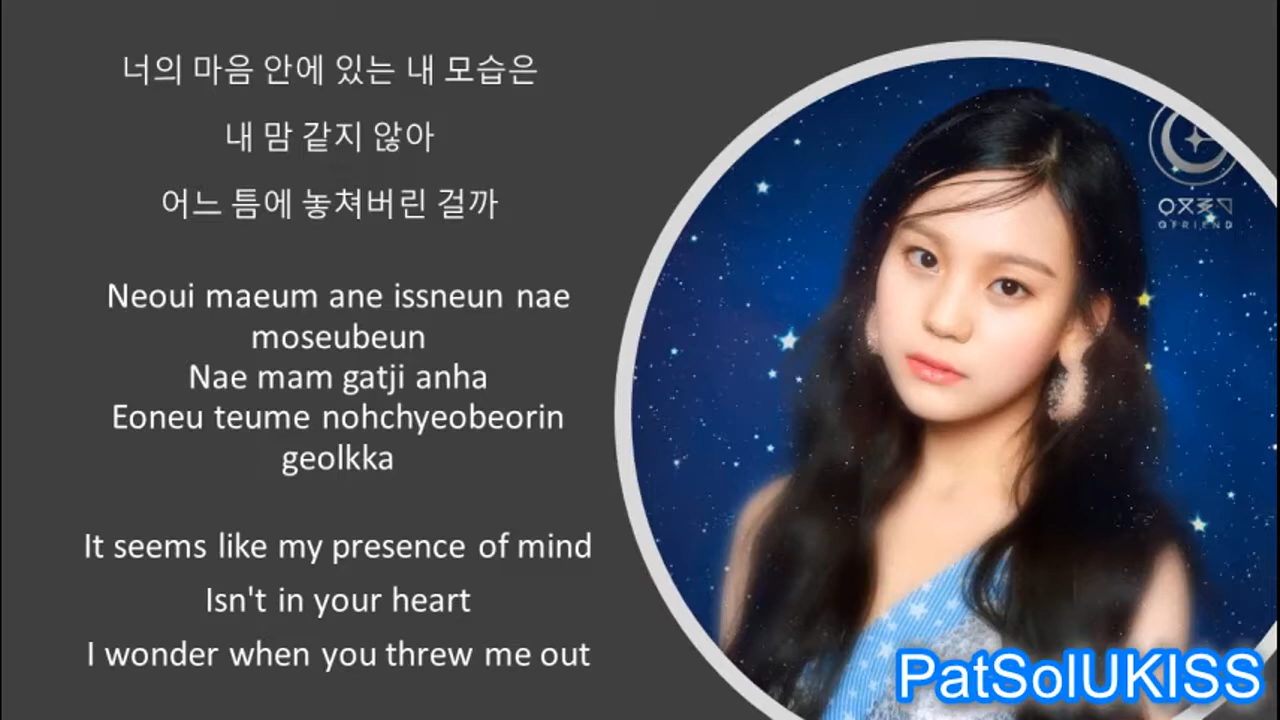 너의 마음 안에 있는 내 모습은
내 맘 같지 않아
어느 틈에 놓쳐버린 걸까
Neoui maeum ane issneun nae
moseubeun
Nae mam gatji anha
Eoneu teume nohchyeobeorin
geolkka
It seems like my presence of mind
Isn't in your heart
I wonder when you threw me out
GFRIEND
PatSolUKISS